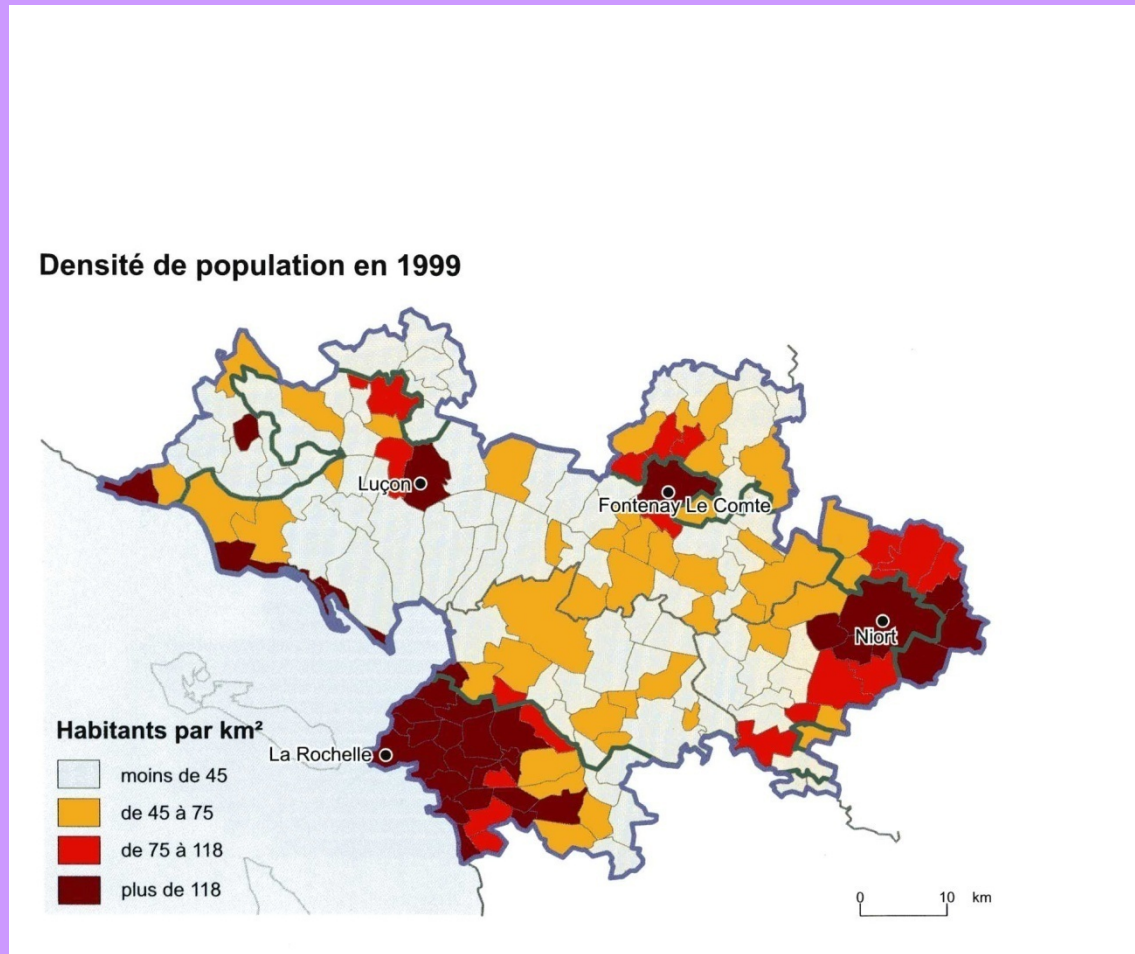 Densité de population en 1999
Luçon
Fontenay Le Comte
Niort
La Rochelle
Habitants par km²
moins de 45
de 45 à 75
de 75 à 118
plus de 118
0 10 km